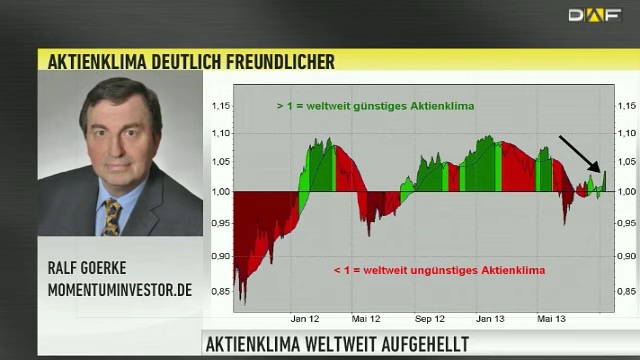 DAF
AKTIENKLIMA DEUTLICH FREUNDLICHER
1,15
1,10
1,05
1,00
0,95
0,90
0,85
> 1 = weltweit günstiges Aktienklima
< 1 = weltweit ungünstiges Aktienklima
1,15
1,10
1,05
1,00
0,95
0,90
0,85
Jan 12 Mai 12 Sep 12 Jan 13 Mai 13
RALF GOERKE
MOMENTUMINVESTOR.DE
AKTIENKLIMA WELTWEIT AUFGEHELLT